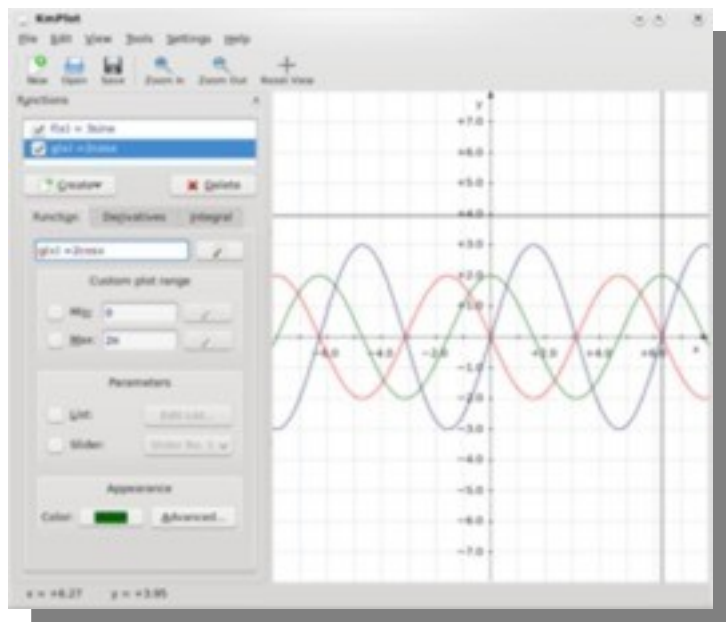 KmPlot
File Edit View Tools Settings Help
New Open Save Zoom In Zoom Out Reset View
Functions
f(x) = 3sinx
g(x) =2cosx
Create Delete
Function Derivatives Integral
g(x) =2cosx
Custom plot range
Min: 0
Max: 2π
Parameters
List: Edit List...
Slider: Slider No. 1
Appearance
Color: Advanced...
x = +6.27 y = +3.95
y
+7.0
+6.0
+5.0
+4.0
+3.0
+2.0
+1.0
−6.0 −4.0 −2.0 +2.0 +4.0 +6.0 x
−1.0
−2.0
−3.0
−4.0
−5.0
−6.0
−7.0